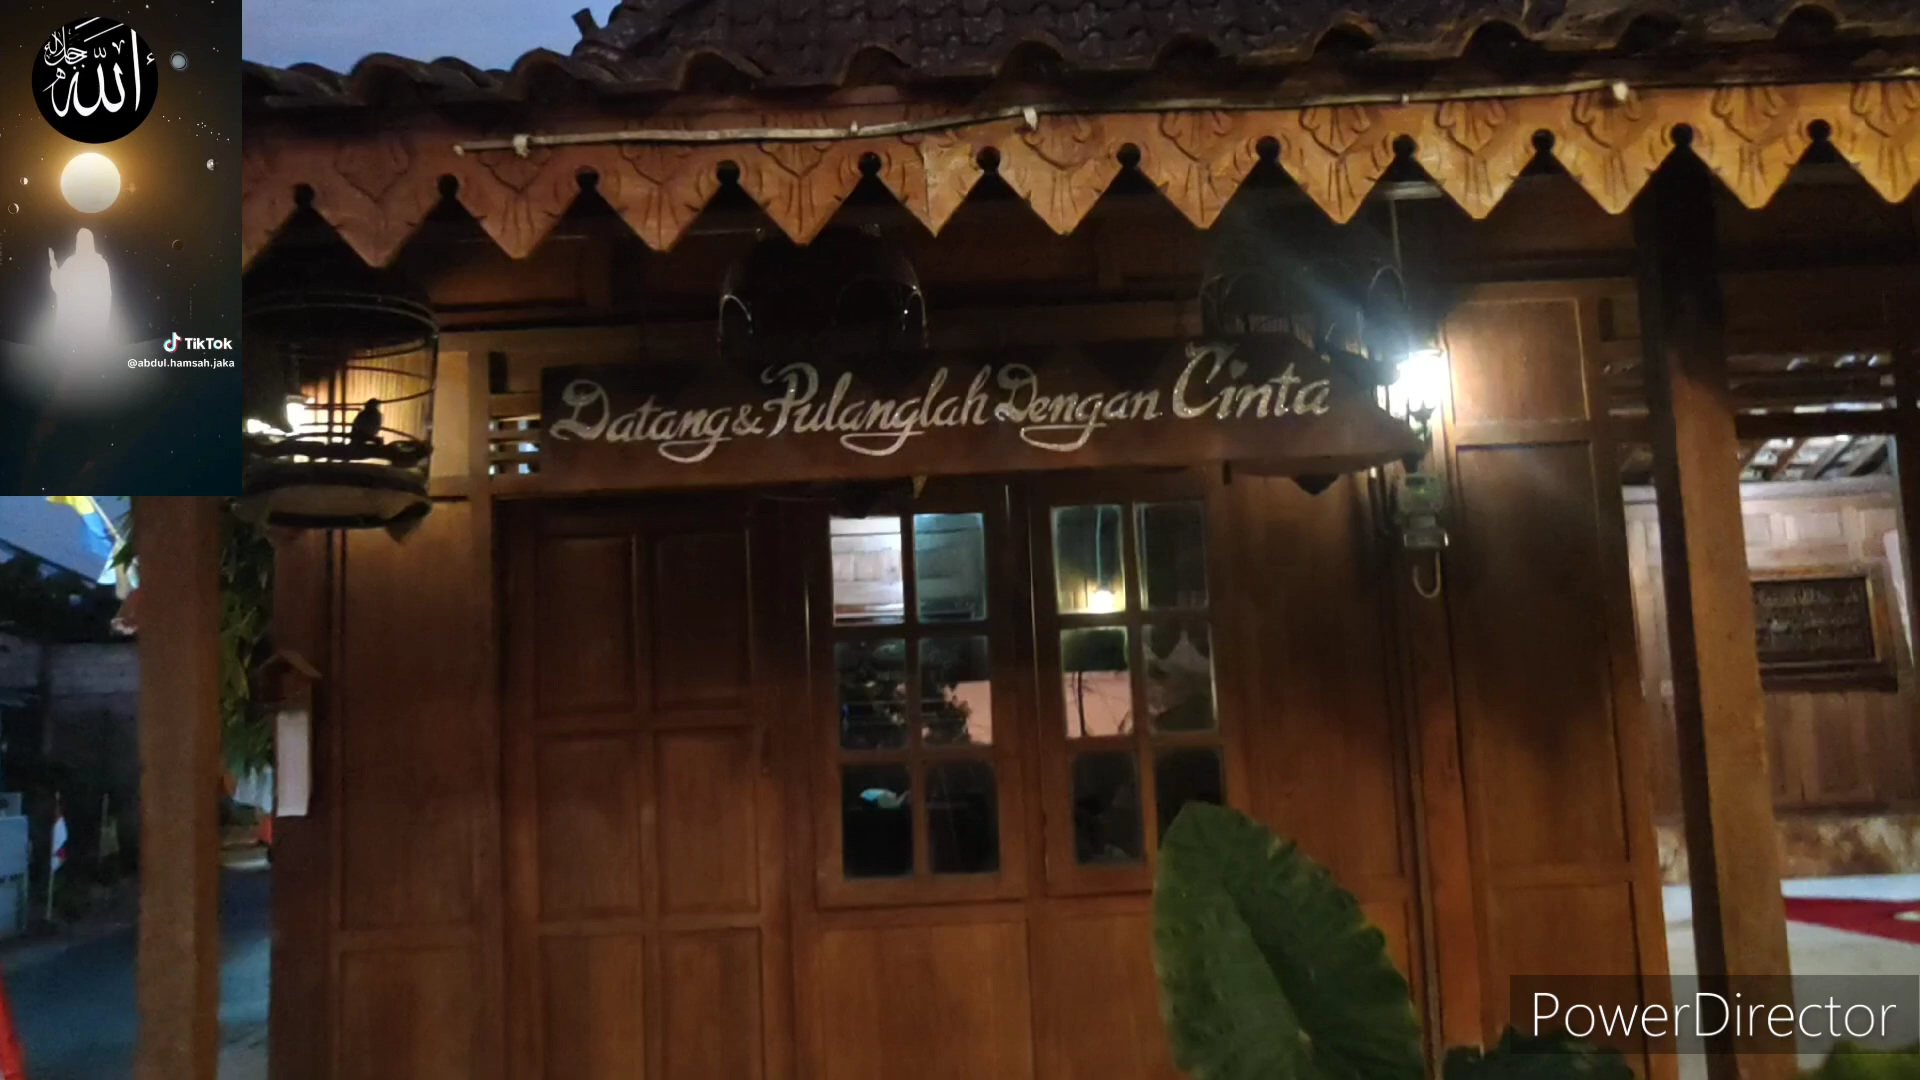 الله جل جلاله
TikTok
@abdul.hamsah.jaka
Datang & Pulanglah Dengan Cinta
PowerDirector